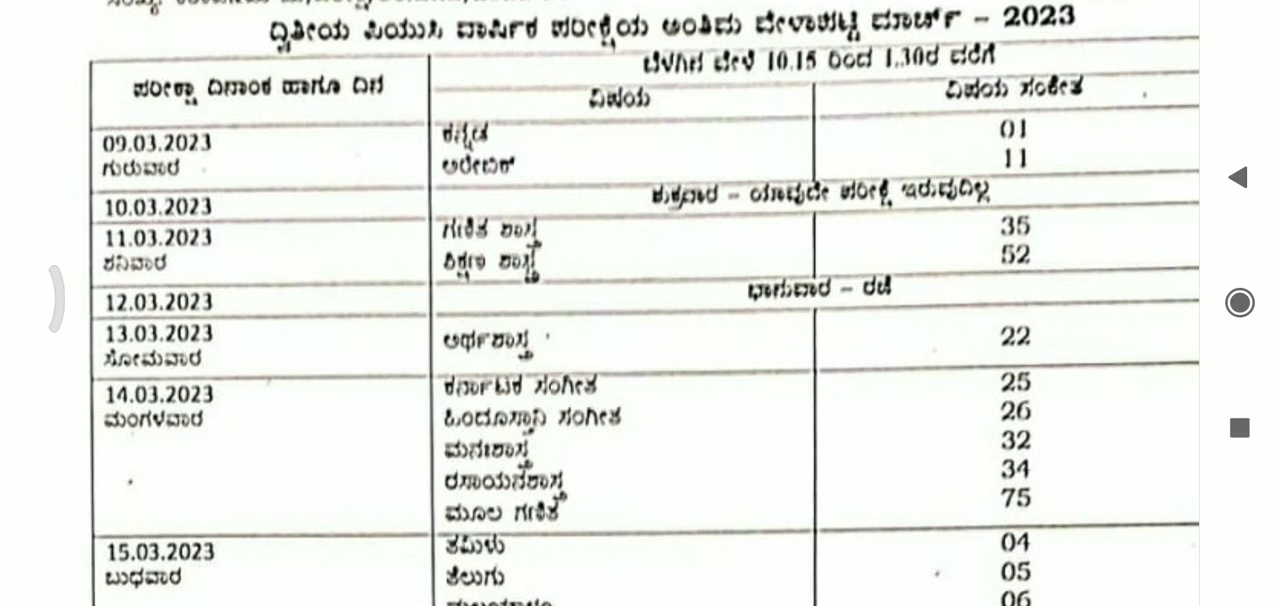 ದ್ವಿತೀಯ ಪಿಯುಸಿ ವಾರ್ಷಿಕ ಪರೀಕ್ಷೆಯ ಅಂತಿಮ ವೇಳಾಪಟ್ಟಿ ಮಾರ್ಚ್ – 2023
ಪರೀಕ್ಷಾ ದಿನಾಂಕ ಹಾಗೂ ದಿನ
ಬೆಳಗಿನ ವೇಳೆ 10.15 ರಿಂದ 1.30ರ ವರೆಗೆ
ವಿಷಯ ವಿಷಯ ಸಂಕೇತ
09.03.2023 ಕನ್ನಡ 01
ಗುರುವಾರ ಅರೇಬಿಕ್ 11
10.03.2023 ಶುಕ್ರವಾರ – ಯಾವುದೇ ಪರೀಕ್ಷೆ ಇರುವುದಿಲ್ಲ
11.03.2023 ಗಣಿತ ಶಾಸ್ತ್ರ 35
ಶನಿವಾರ ಶಿಕ್ಷಣ ಶಾಸ್ತ್ರ 52
12.03.2023 ಭಾನುವಾರ – ರಜೆ
13.03.2023 ಅರ್ಥಶಾಸ್ತ್ರ 22
ಸೋಮವಾರ
14.03.2023 ಕರ್ನಾಟಕ ಸಂಗೀತ 25
ಮಂಗಳವಾರ ಹಿಂದೂಸ್ತಾನಿ ಸಂಗೀತ 26
ಮನಃಶಾಸ್ತ್ರ 32
ರಸಾಯನಶಾಸ್ತ್ರ 34
ಮೂಲ ಗಣಿತ 75
15.03.2023 ತಮಿಳು 04
ಬುಧವಾರ ತೆಲುಗು 05
06